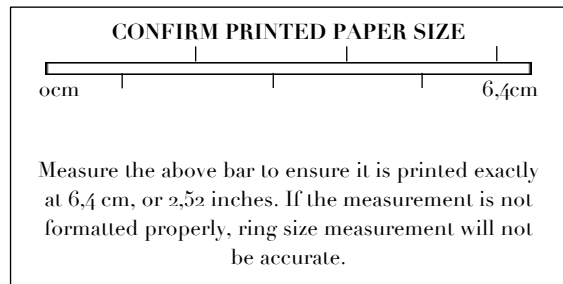 CONFIRM PRINTED PAPER SIZE
0cm 6,4cm
Measure the above bar to ensure it is printed exactly
at 6,4 cm, or 2,52 inches. If the measurement is not
formatted properly, ring size measurement will not
be accurate.